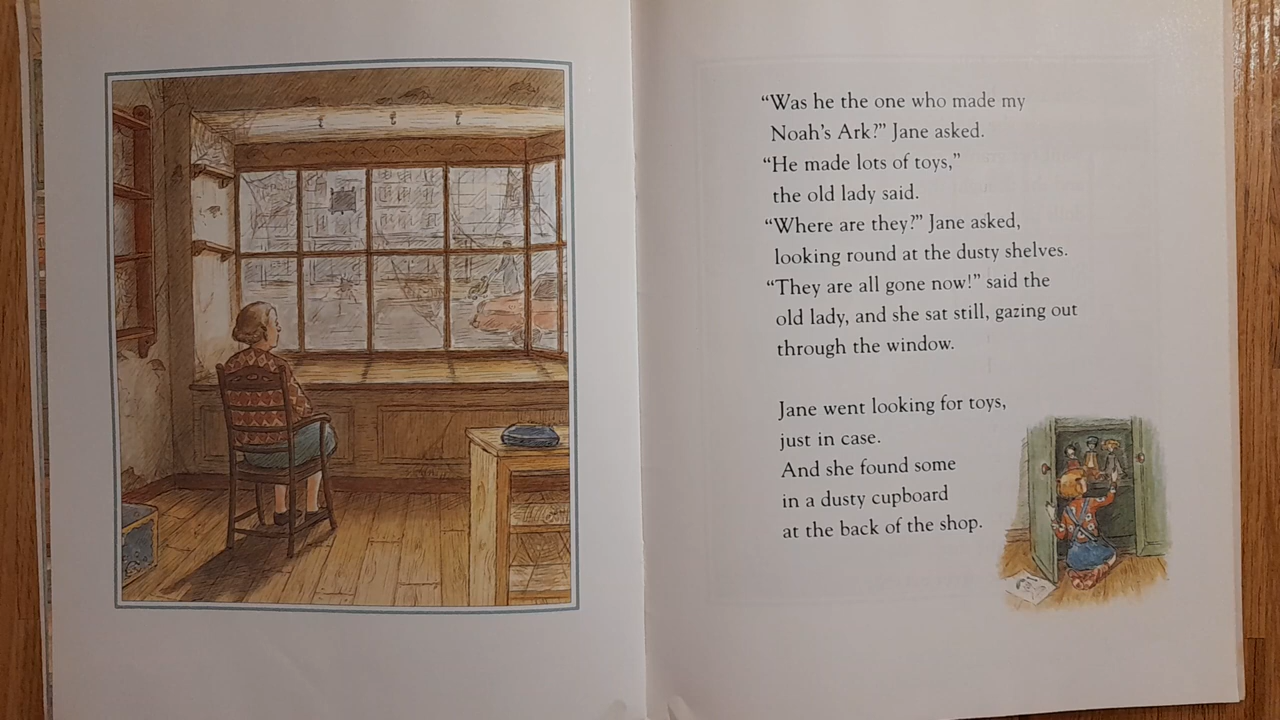 “Was he the one who made my
Noah’s Ark?” Jane asked.
“He made lots of toys,”
the old lady said.
“Where are they?” Jane asked,
looking round at the dusty shelves.
“They are all gone now!” said the
old lady, and she sat still, gazing out
through the window.
Jane went looking for toys,
just in case.
And she found some
in a dusty cupboard
at the back of the shop.